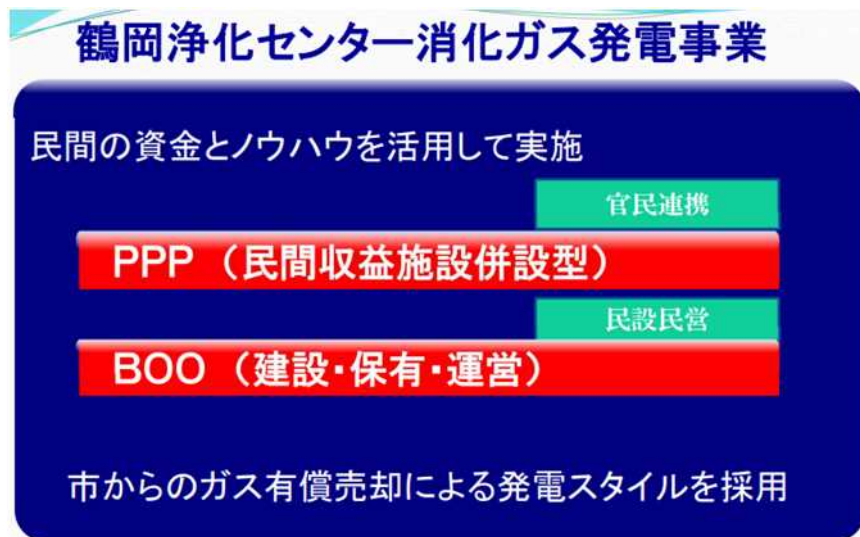 鶴岡浄化センター消化ガス発電事業
民間の資金とノウハウを活用して実施
官民連携
PPP （民間収益施設併設型）
民設民営
BOO （建設・保有・運営）
市からのガス有償売却による発電スタイルを採用